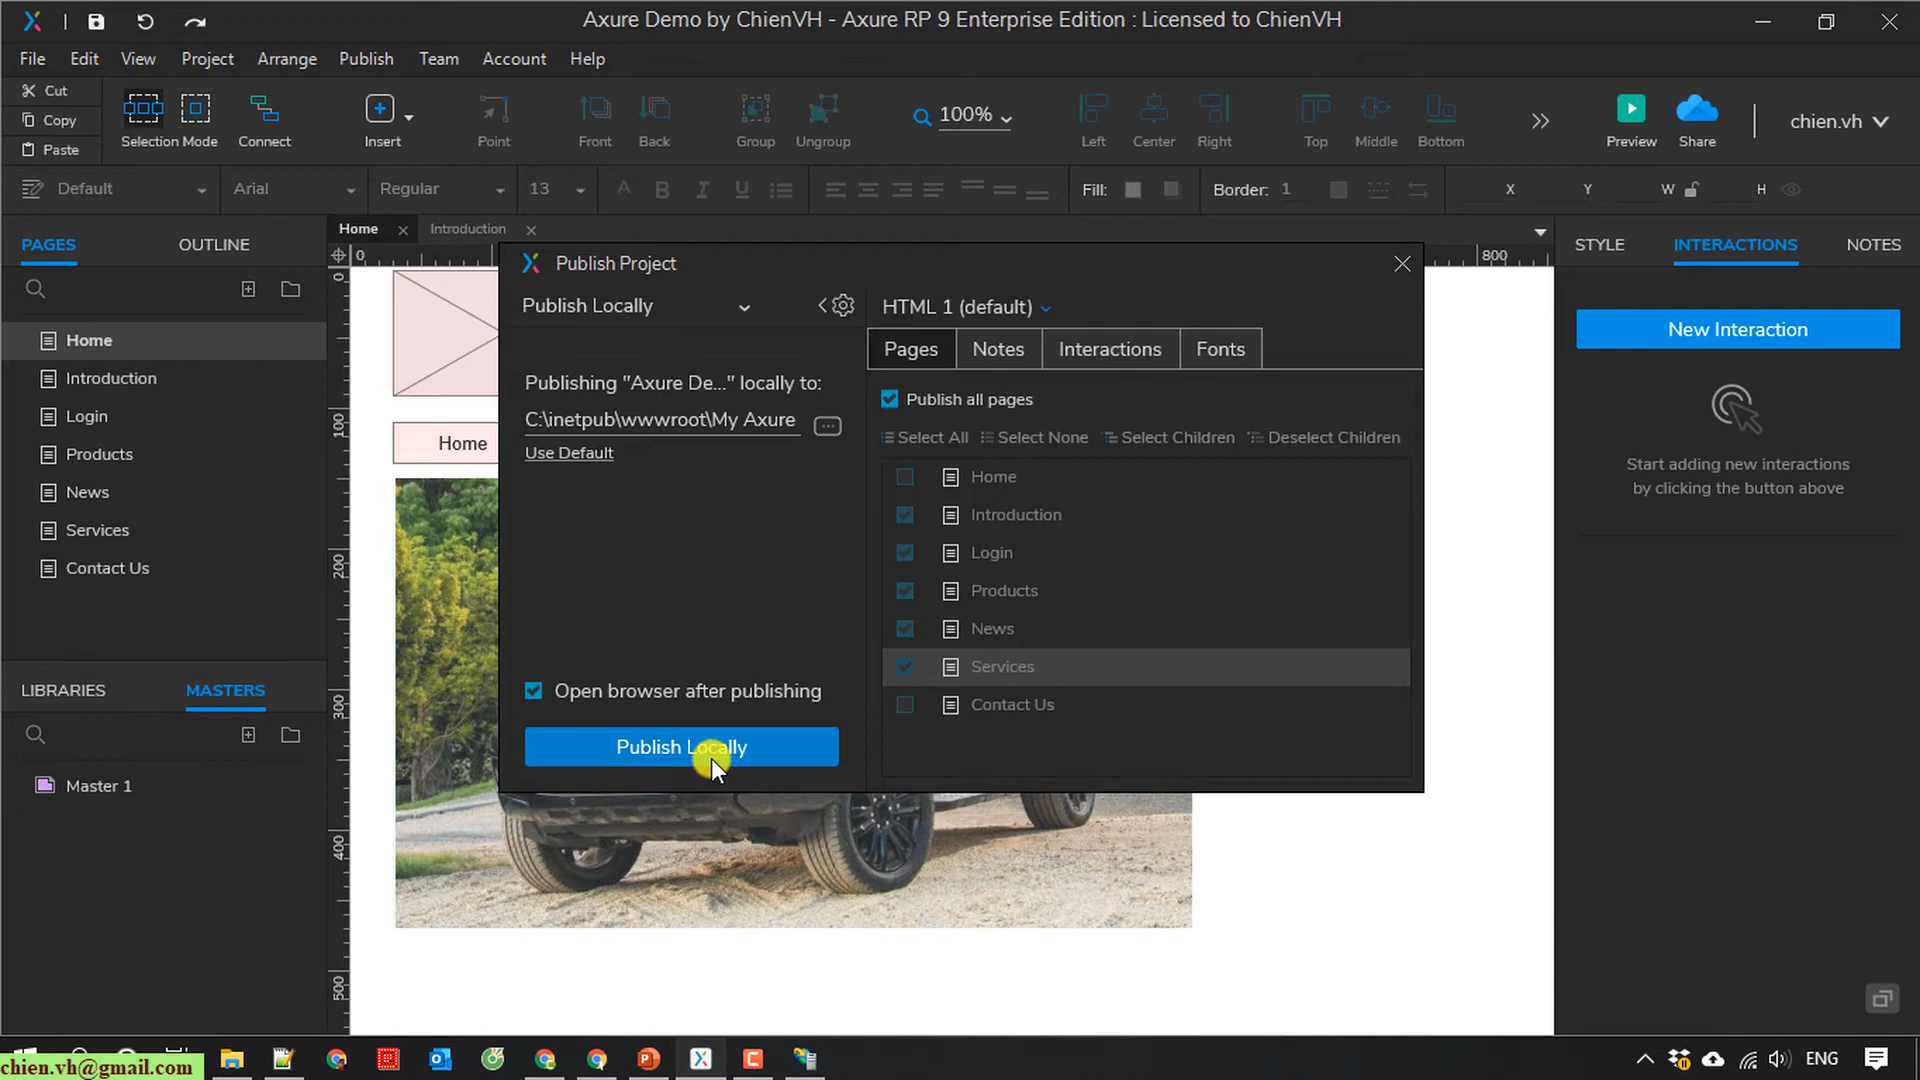 Axure Demo by ChienVH - Axure RP 9 Enterprise Edition : Licensed to ChienVH
File Edit View Project Arrange Publish Team Account Help
Cut
Copy
Paste
Selection Mode Connect Insert Point Front Back Group Ungroup 100% Left Center Right Top Middle Bottom Preview Share chien.vh
Default Arial Regular 13 Fill: Border: 1 X Y W H
PAGES OUTLINE
Home
Introduction
Login
Products
News
Services
Contact Us
LIBRARIES MASTERS
Master 1
Home Introduction
0 800
0
100
200
300
400
500
Home
Publish Project
Publish Locally
HTML 1 (default)
Pages Notes Interactions Fonts
Publishing "Axure De..." locally to:
C:\inetpub\wwwroot\My Axure
Use Default
Open browser after publishing
Publish Locally
Publish all pages
Select All Select None Select Children Deselect Children
Home
Introduction
Login
Products
News
Services
Contact Us
STYLE INTERACTIONS NOTES
New Interaction
Start adding new interactions
by clicking the button above
chien.vh@gmail.com
ENG